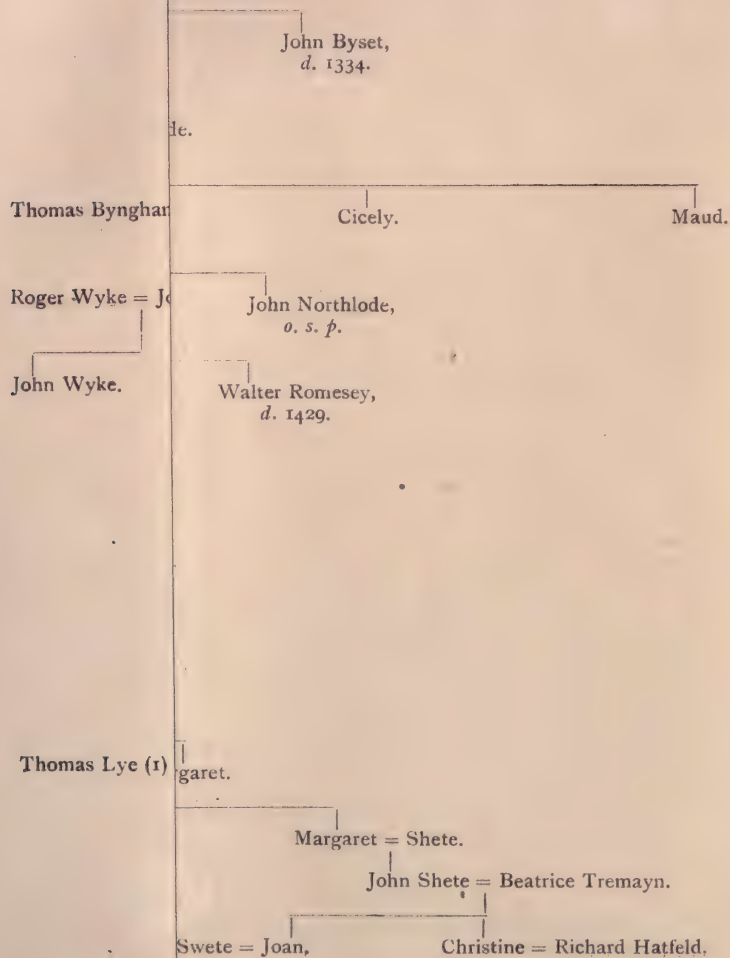 John Byset,
d. 1334.
de.
Thomas Bynghar
Cicely.
Maud.
Roger Wyke = Jo
John Northlode,
o. s. p.
John Wyke.
Walter Romesey,
d. 1429.
Thomas Lye (1)
garet.
Margaret = Shete.
John Shete = Beatrice Tremayn.
Swete = Joan,
Christine = Richard Hatfeld,